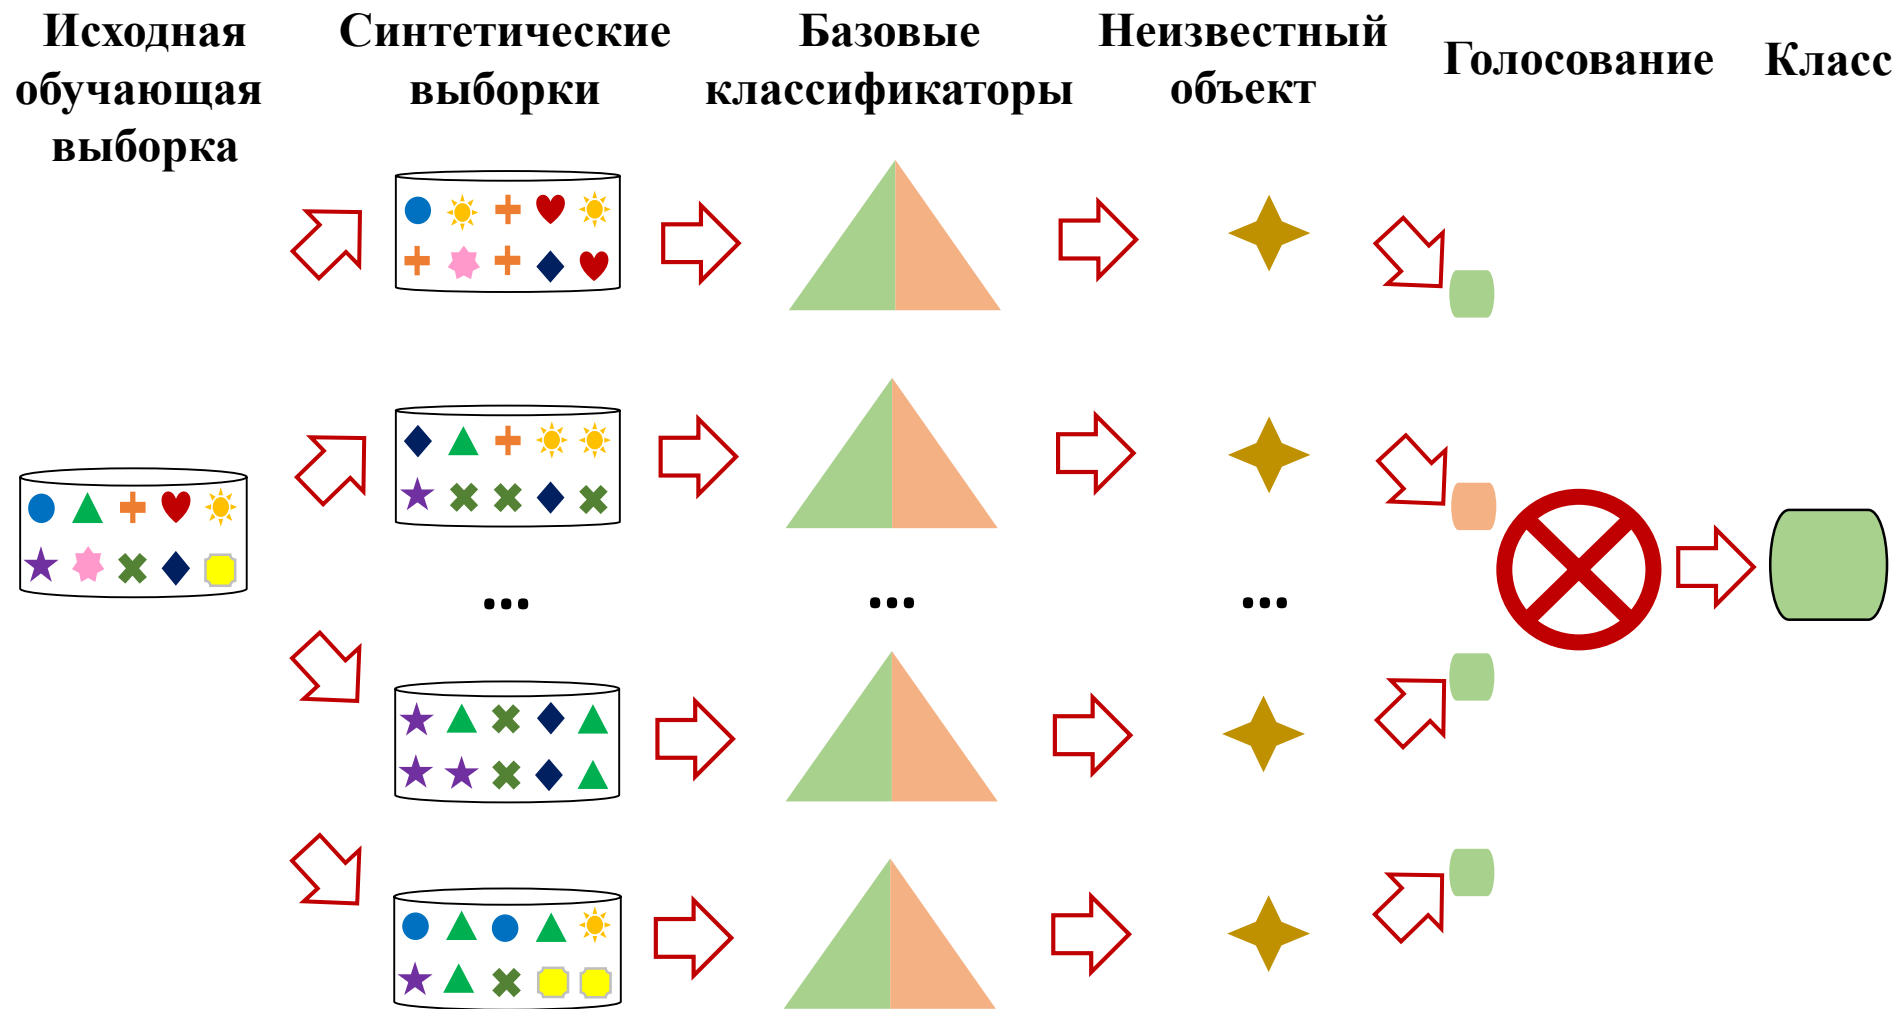 Исходная
обучающая
выборка
Синтетические
выборки
Базовые
классификаторы
Неизвестный
объект
Голосование
Класс
...
...
...